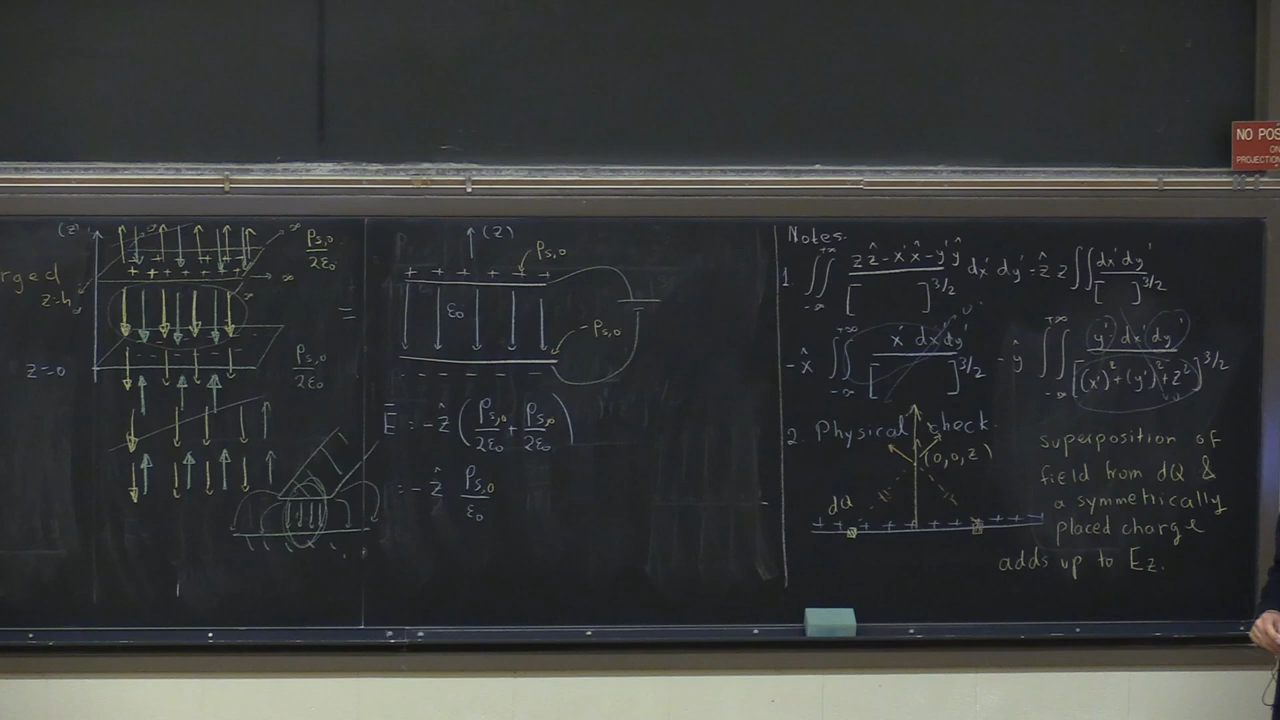 NO POS
ON
PROJECTION
(z)
∞
ρs,0/2ε0
rged
z=h
∞
∞
z=0
ρs,0/2ε0
=
(z)
ρs,0
+ + + + + +
ε0
-ρs,0
- - - - - -
E̅ = -ẑ (ρs,0/2ε0 + ρs,0/2ε0)
= -ẑ ρs,0/ε0
Notes.
1. ∫∫_{-∞}^{+∞} (zẑ - x'x̂ - y'ŷ)/[ ]^{3/2} dx' dy' = ẑ z ∫∫ dx'dy'/[ ]^{3/2}
-x̂ ∫∫_{-∞}^{+∞} x' dx'dy'/[ ]^{3/2} - ŷ ∫∫_{-∞}^{+∞} y' dx' dy'/[(x')² + (y')² + z²]^{3/2}
2. Physical check.
(0,0,z)
dQ
superposition of
field from dQ &
a symmetrically
placed charge
adds up to Ez.